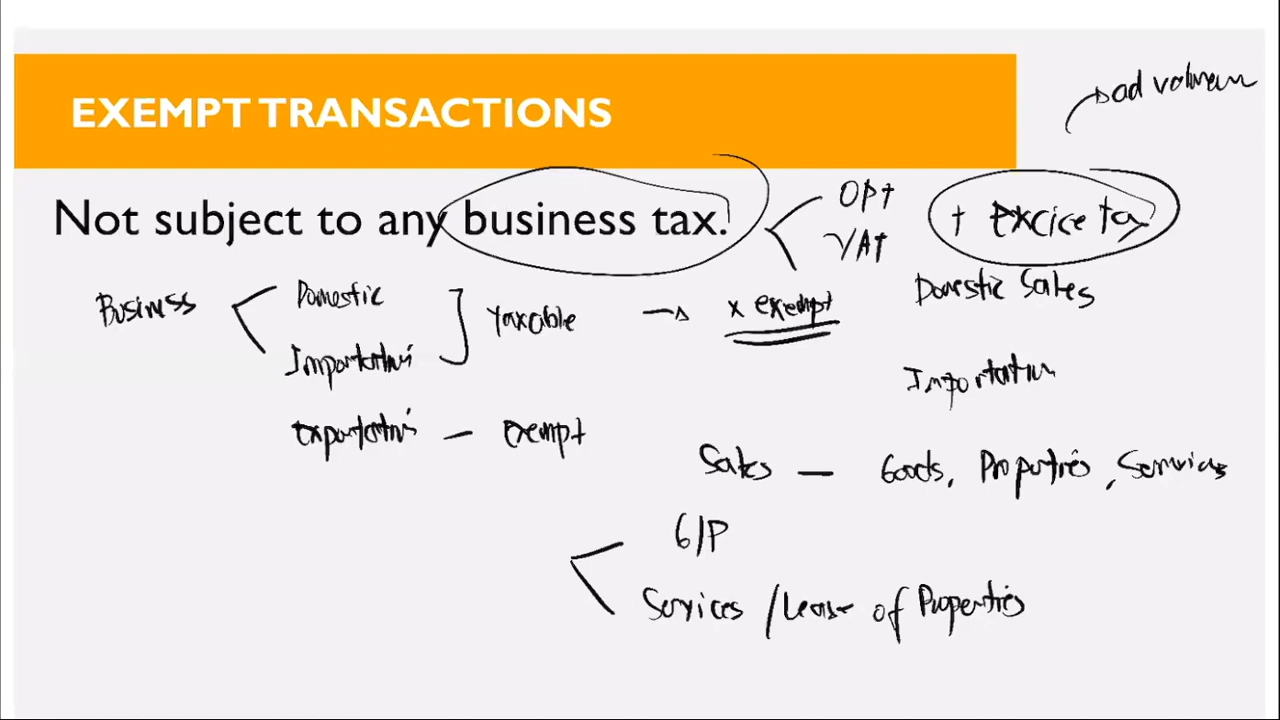 EXEMPT TRANSACTIONS
ad valorem
Not subject to any business tax.
OPT
VAT
+ Excice tax
Business
Domestic
Importation
Taxable
x exempt
Domestic Sales
Importation
Exportation — Exempt
Sales — Goods, Properties, Services
G/P
Services / Lease of Properties